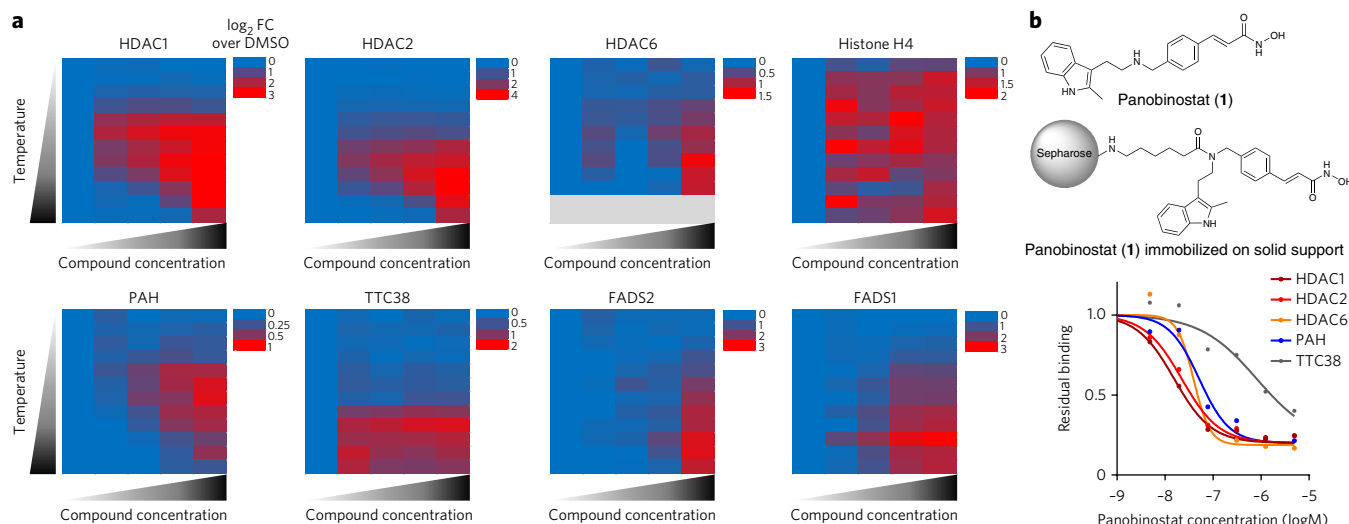 a
HDAC1
log2 FC
over DMSO
0
1
2
3
HDAC2
0
1
2
4
HDAC6
0
0.5
1
1.5
Histone H4
0
1
1.5
2
Temperature
Compound concentration
Compound concentration
Compound concentration
Compound concentration
PAH
0
0.25
0.5
1
TTC38
0
0.5
1
2
FADS2
0
1
2
3
FADS1
0
1
2
3
Temperature
Compound concentration
Compound concentration
Compound concentration
Compound concentration
b
O
H
N
N
H
OH
HN
Panobinostat (1)
Sepharose
H
N
O
N
O
N
H
OH
NH
Panobinostat (1) immobilized on solid support
HDAC1
HDAC2
HDAC6
PAH
TTC38
Residual binding
1.0
0.5
0
–9
–8
–7
–6
–5
Panobinostat concentration (logM)